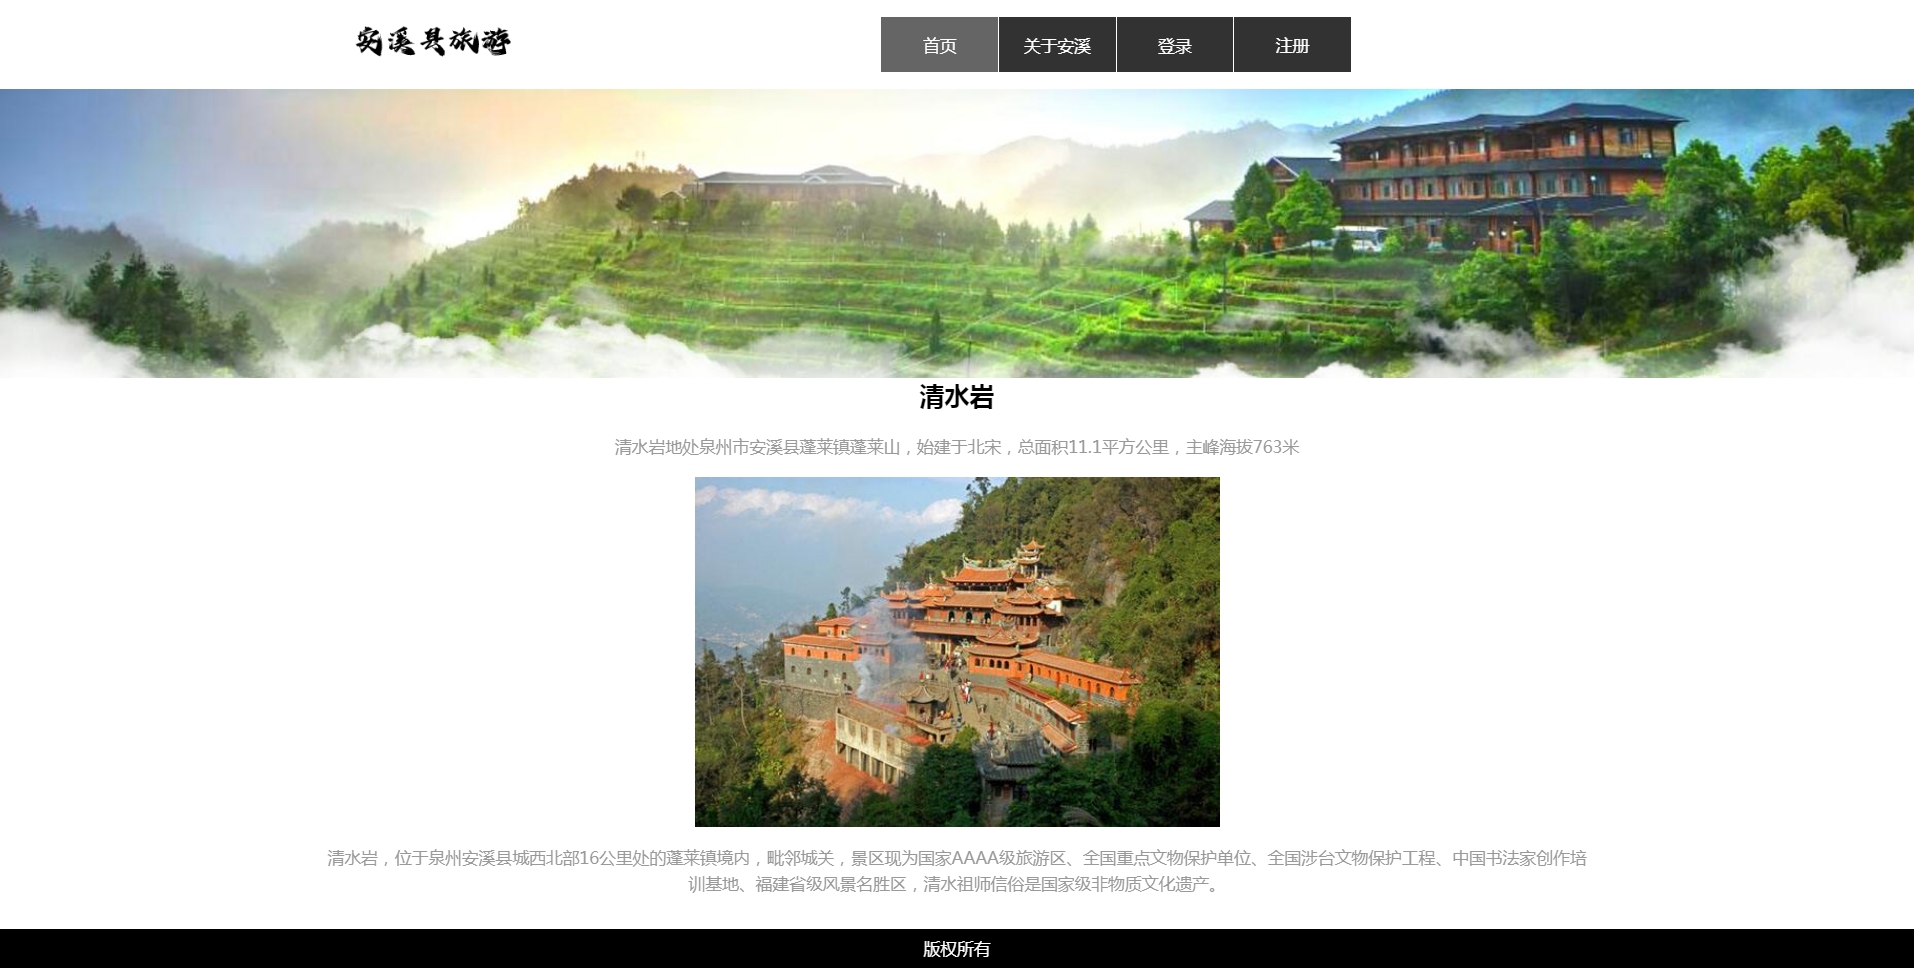 安溪县旅游
首页 关于安溪 登录 注册
清水岩
清水岩地处泉州市安溪县蓬莱镇蓬莱山，始建于北宋，总面积11.1平方公里，主峰海拔763米
清水岩，位于泉州安溪县城西北部16公里处的蓬莱镇境内，毗邻城关，景区现为国家AAAA级旅游区、全国重点文物保护单位、全国涉台文物保护工程、中国书法家创作培
训基地、福建省级风景名胜区，清水祖师信俗是国家级非物质文化遗产。
版权所有